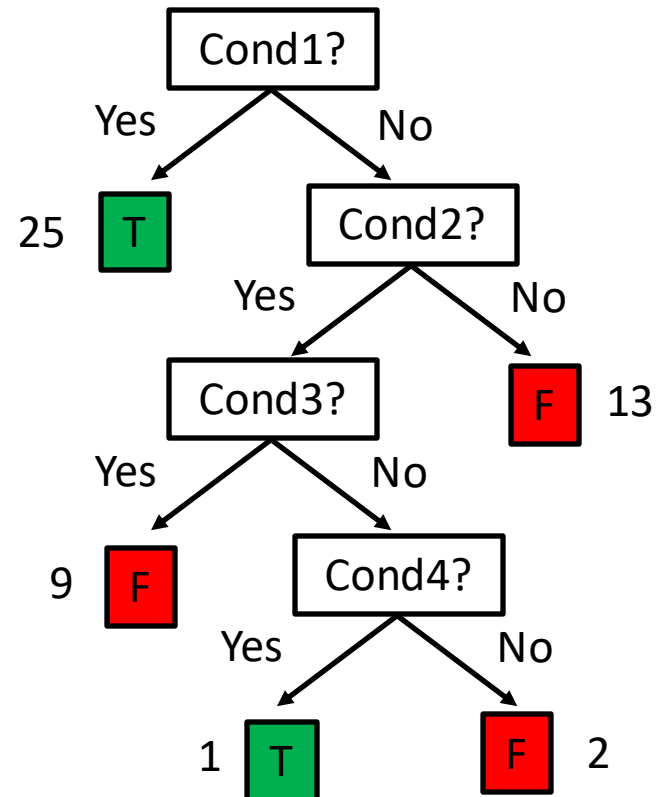 Cond1?
Yes
No
25
T
Cond2?
Yes
No
Cond3?
F
13
Yes
No
9
F
Cond4?
Yes
No
1
T
F
2